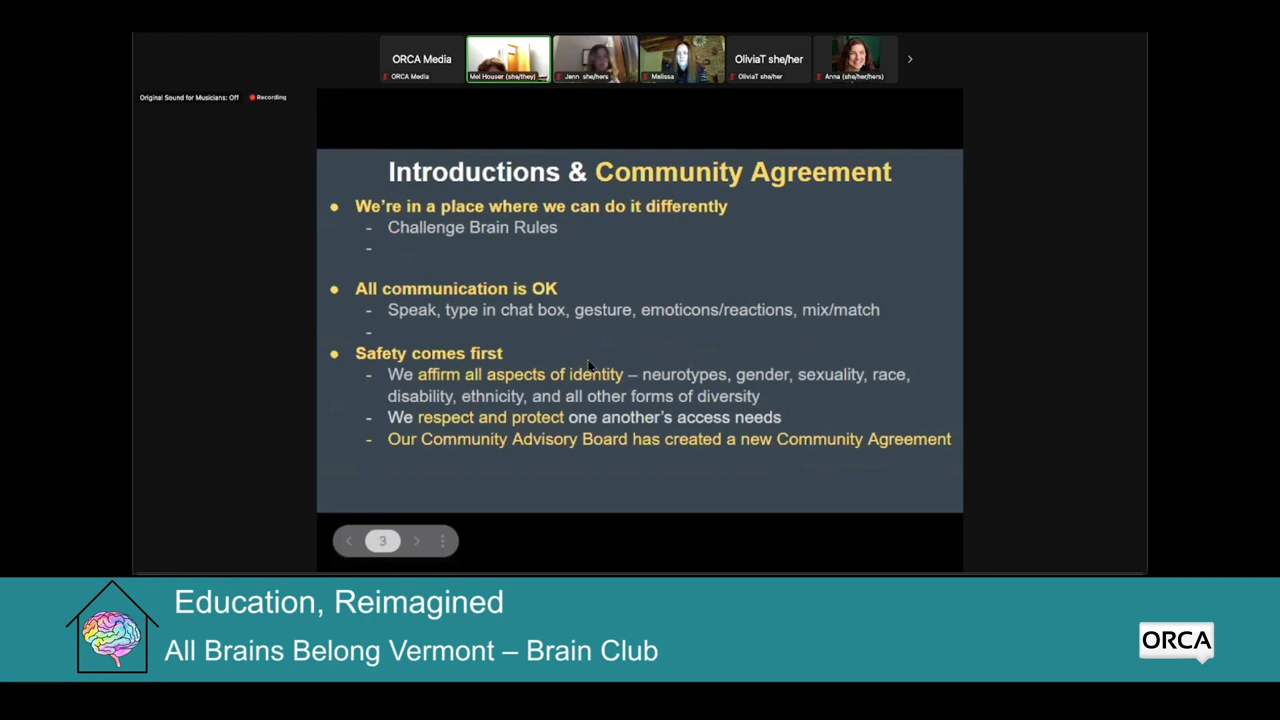 ORCA Media
OliviaT she/her
ORCA Media
Mel Houser (she/they)
Jenn she/hers
Melissa
OliviaT she/her
Anna (she/her/hers)
Original Sound for Musicians: Off
Recording
Introductions & Community Agreement
● We're in a place where we can do it differently
- Challenge Brain Rules
-
● All communication is OK
- Speak, type in chat box, gesture, emoticons/reactions, mix/match
-
● Safety comes first
- We affirm all aspects of identity – neurotypes, gender, sexuality, race,
disability, ethnicity, and all other forms of diversity
- We respect and protect one another's access needs
- Our Community Advisory Board has created a new Community Agreement
3
Education, Reimagined
All Brains Belong Vermont – Brain Club
ORCA